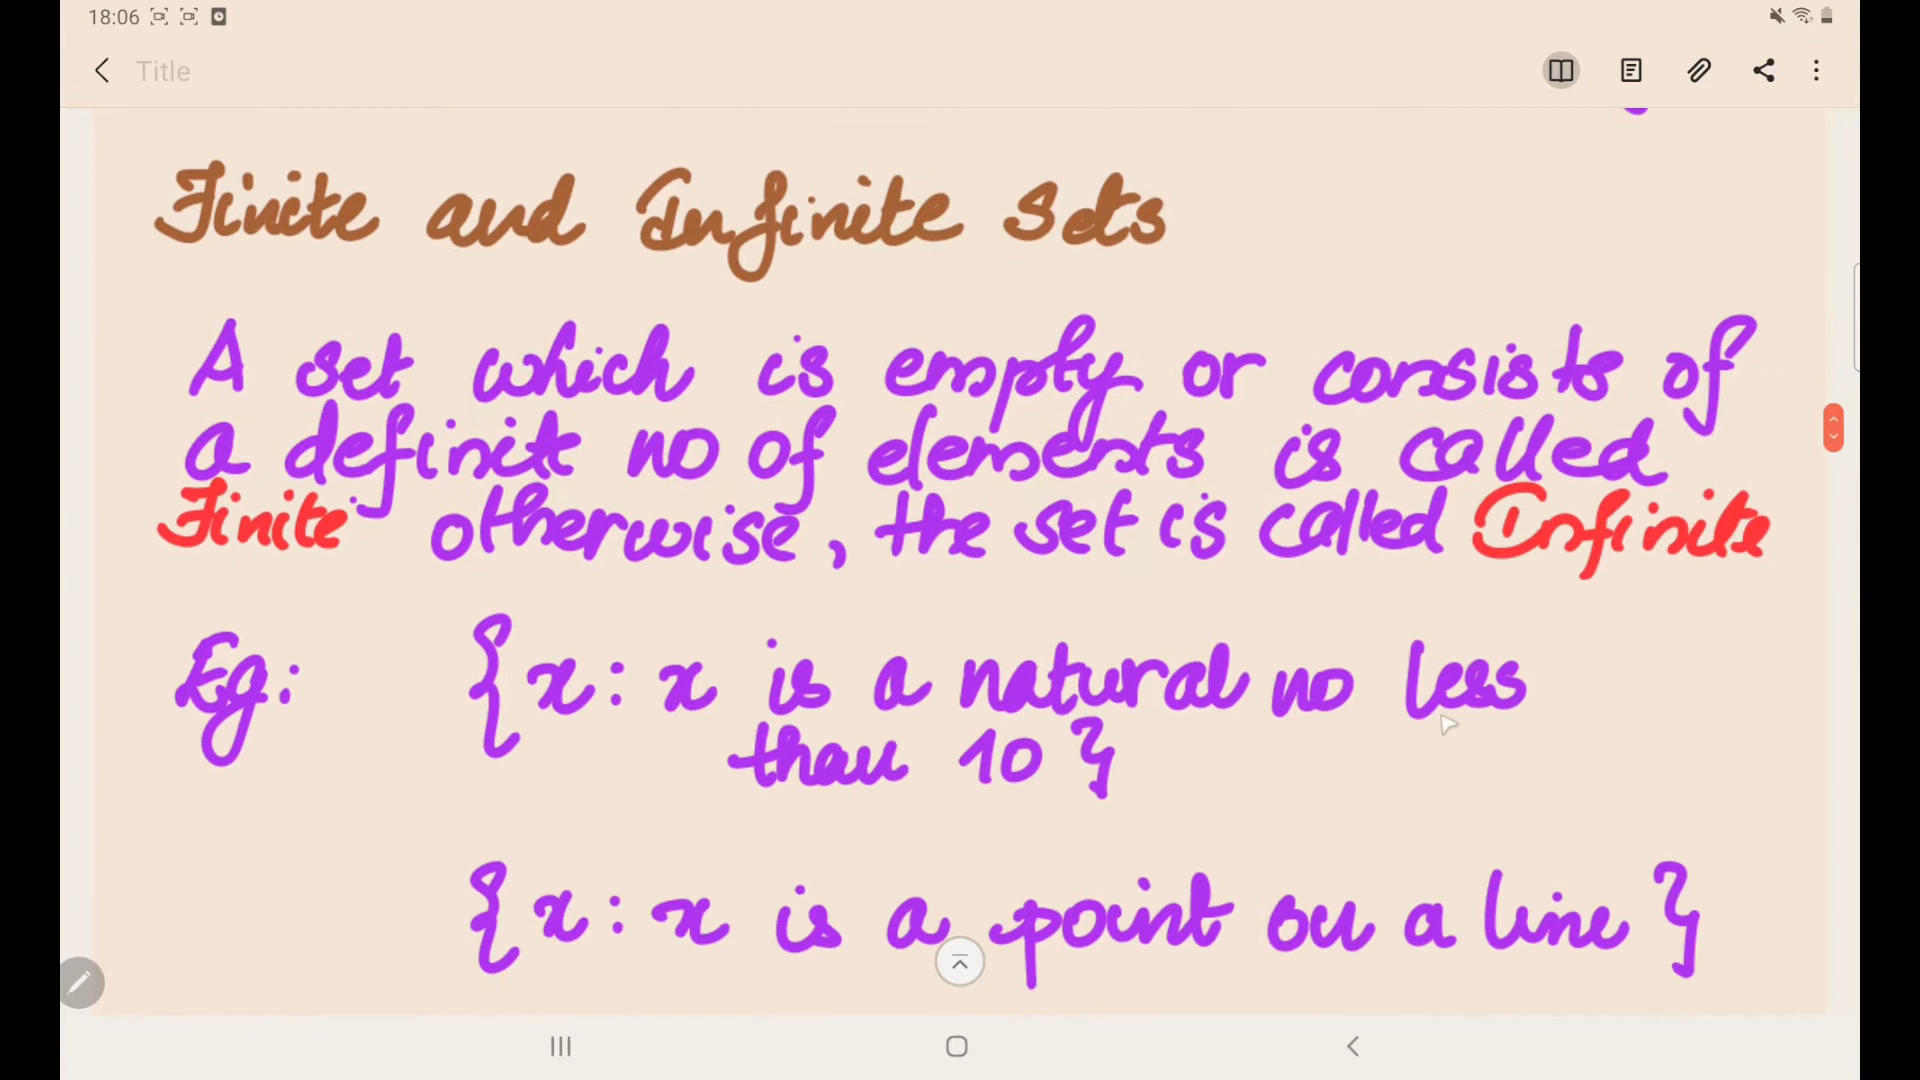 18:06
Title
Finite and Infinite Sets
A set which is empty or consists of
a definite no of elements is called
Finite otherwise, the set is called Infinite
Eg: {x : x is a natural no less
than 10}
{x : x is a point on a line}